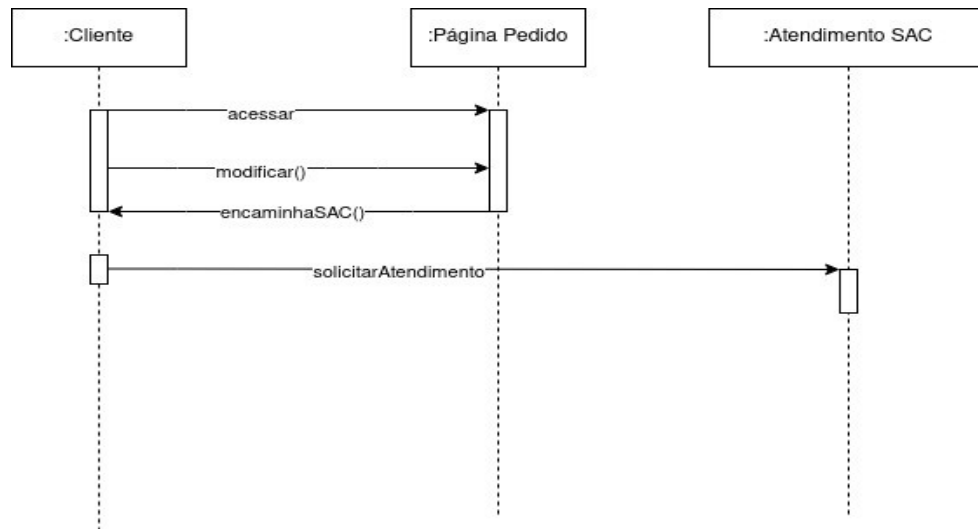 :Cliente
:Página Pedido
:Atendimento SAC
acessar
modificar()
encaminhaSAC()
solicitarAtendimento